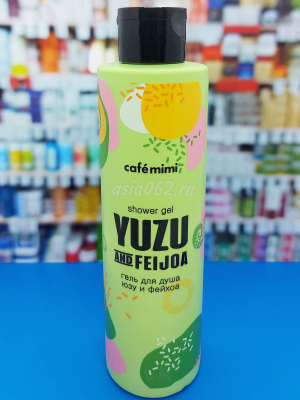 café mimi
asia062.ru
shower gel
YUZU
AND FEIJOA
гель для душа
юзу и фейхоа